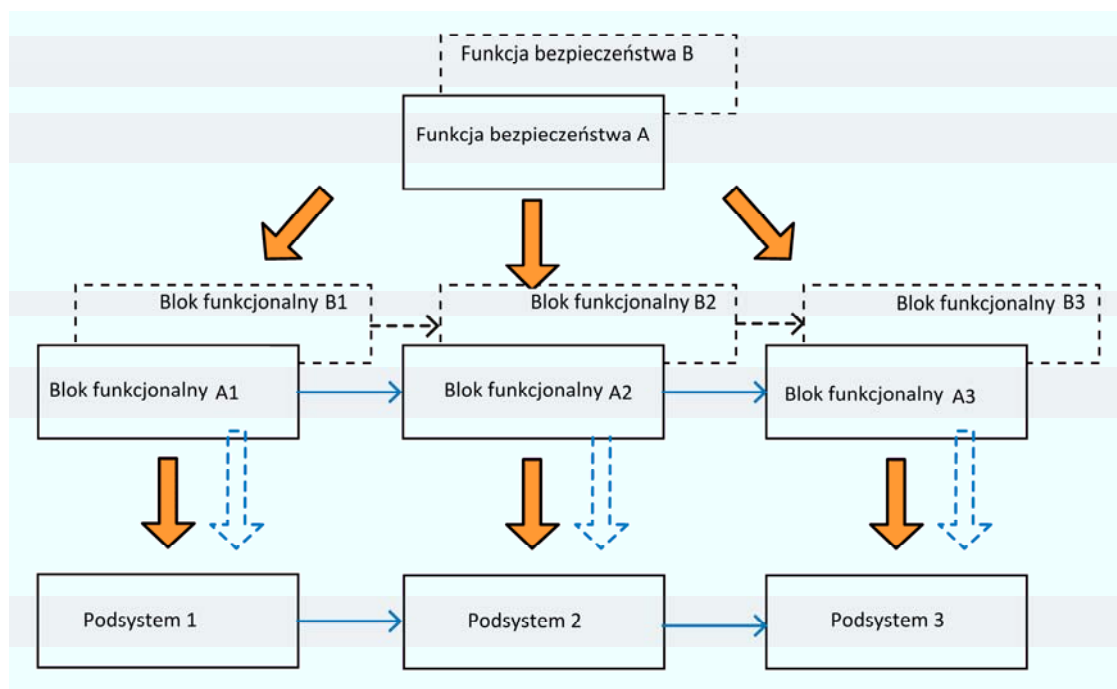 Funkcja bezpieczeństwa B
Funkcja bezpieczeństwa A
Blok funkcjonalny B1
Blok funkcjonalny B2
Blok funkcjonalny B3
Blok funkcjonalny A1
Blok funkcjonalny A2
Blok funkcjonalny A3
Podsystem 1
Podsystem 2
Podsystem 3